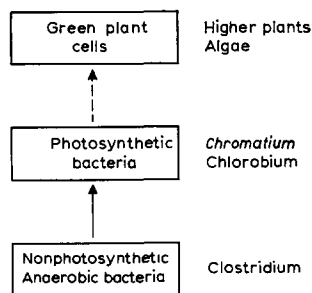 Green plant
cells
Higher plants
Algae
Photosynthetic
bacteria
Chromatium
Chlorobium
Nonphotosynthetic
Anaerobic bacteria
Clostridium